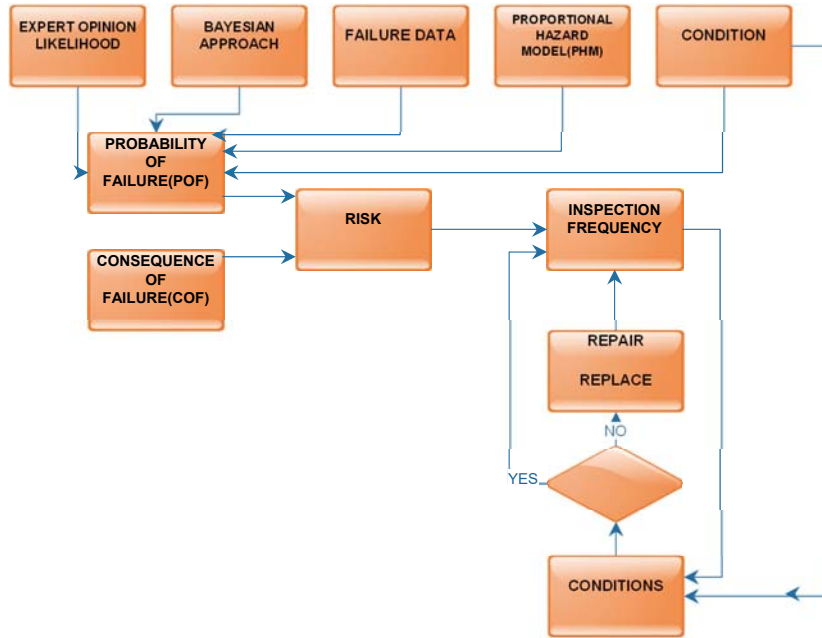 EXPERT OPINION
LIKELIHOOD
BAYESIAN
APPROACH
FAILURE DATA
PROPORTIONAL
HAZARD
MODEL(PHM)
CONDITION
PROBABILITY
OF
FAILURE(POF)
RISK
INSPECTION
FREQUENCY
CONSEQUENCE
OF
FAILURE(COF)
REPAIR
REPLACE
NO
YES
CONDITIONS